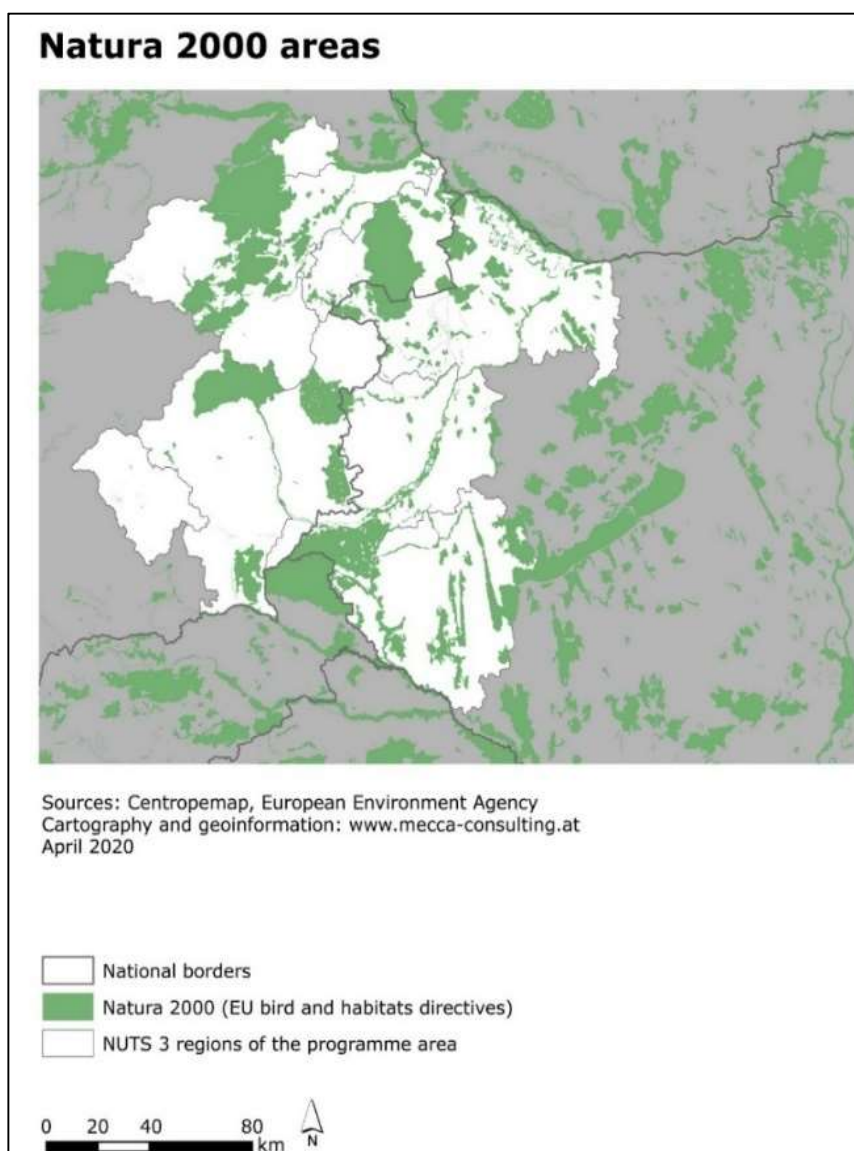 Natura 2000 areas
Sources: Centropemap, European Environment Agency
Cartography and geoinformation: www.mecca-consulting.at
April 2020
National borders
Natura 2000 (EU bird and habitats directives)
NUTS 3 regions of the programme area
0 20 40 80
km
N